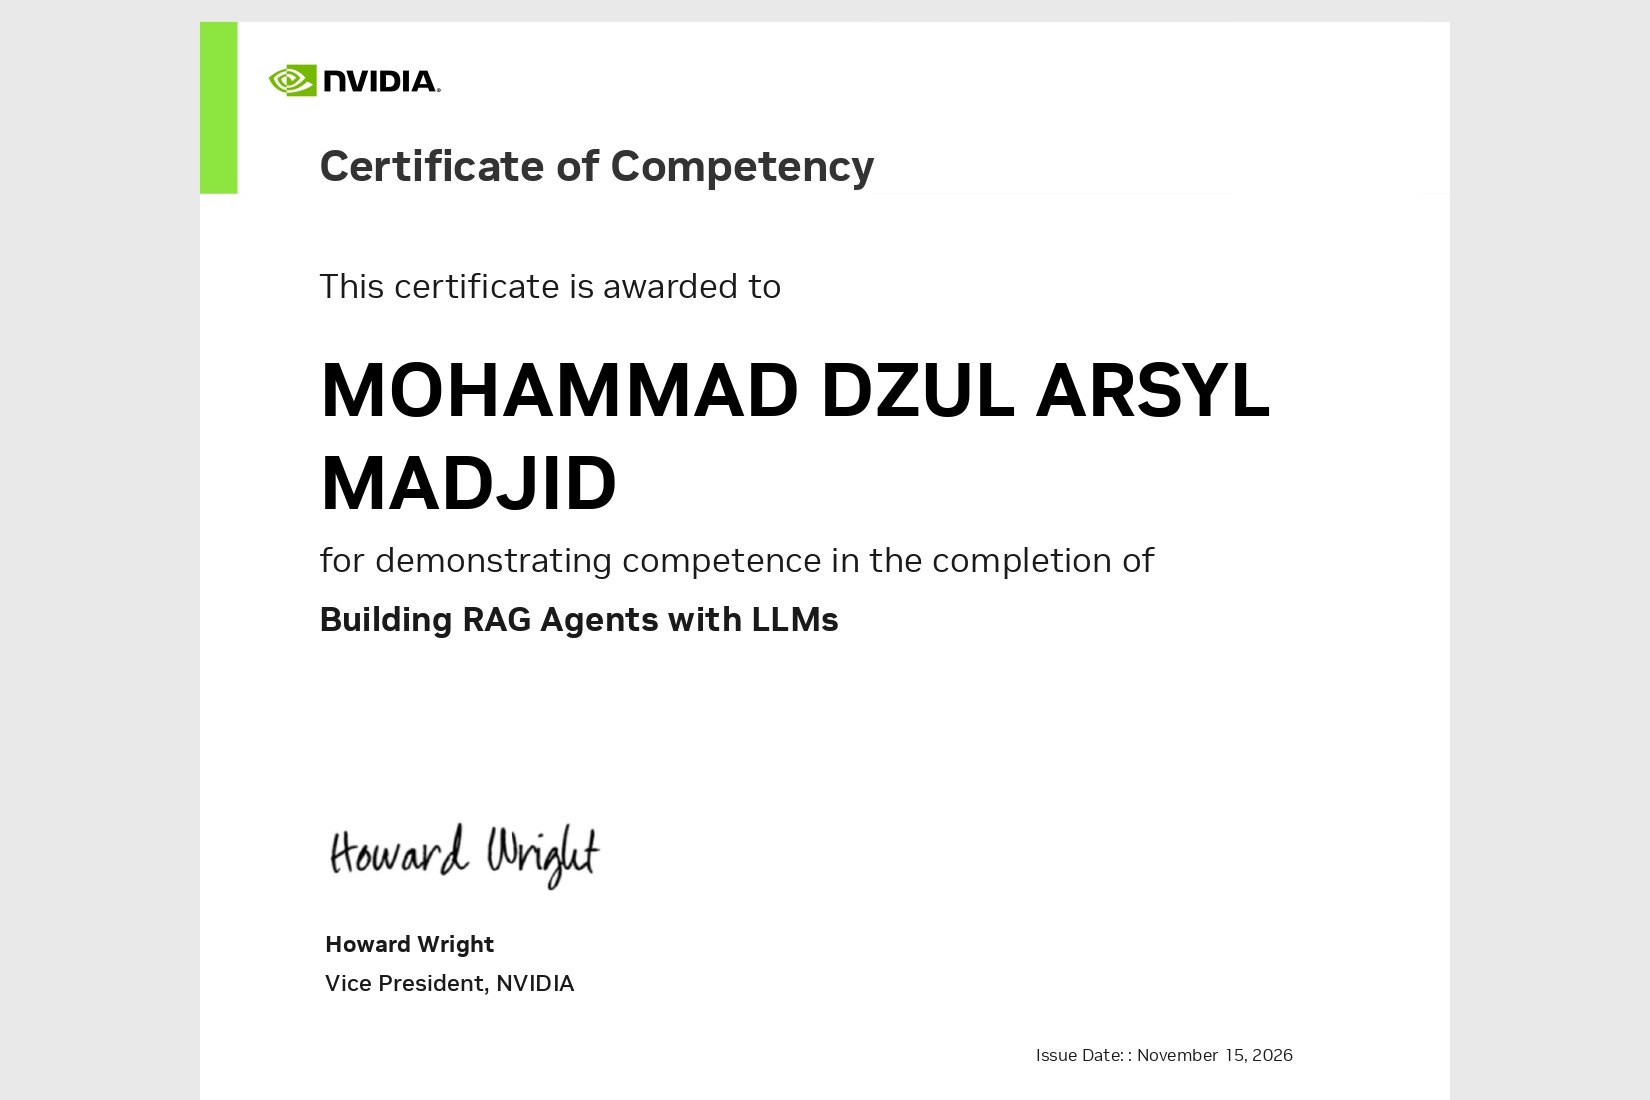 NVIDIA.
Certificate of Competency
This certificate is awarded to
MOHAMMAD DZUL ARSYL
MADJID
for demonstrating competence in the completion of
Building RAG Agents with LLMs
Howard Wright
Howard Wright
Vice President, NVIDIA
Issue Date: : November 15, 2026